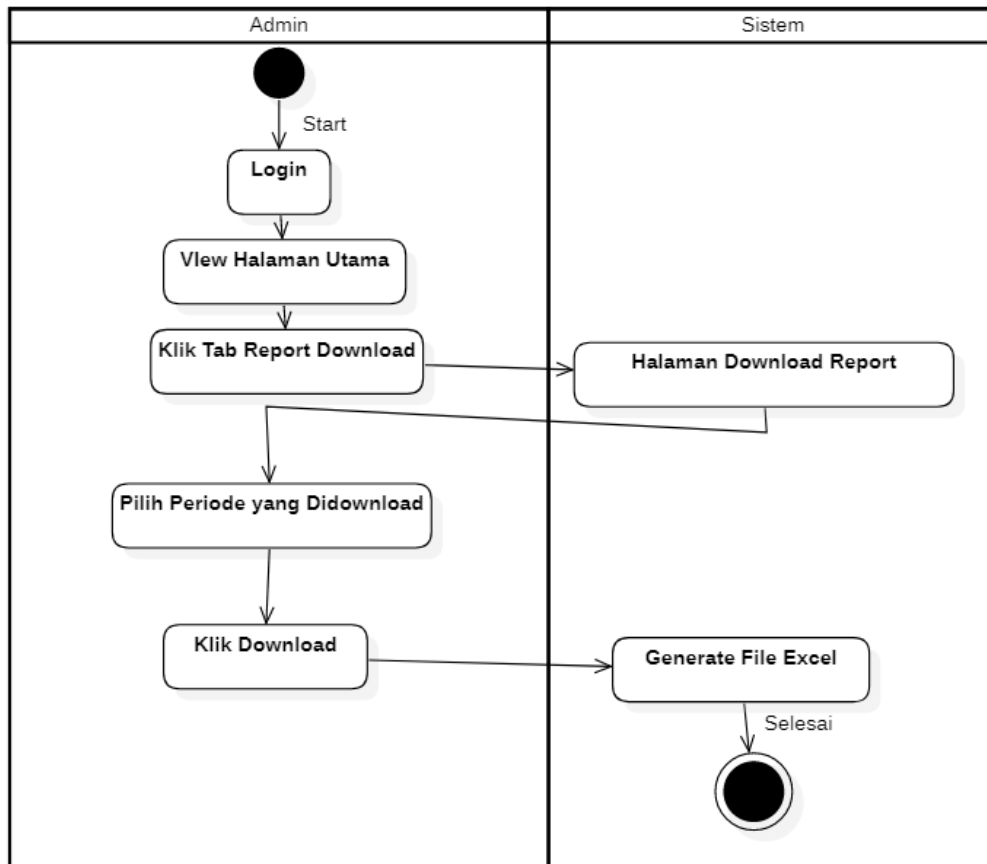 Admin
Sistem
Start
Login
VIew Halaman Utama
Klik Tab Report Download
Halaman Download Report
Pilih Periode yang Didownload
Klik Download
Generate File Excel
Selesai